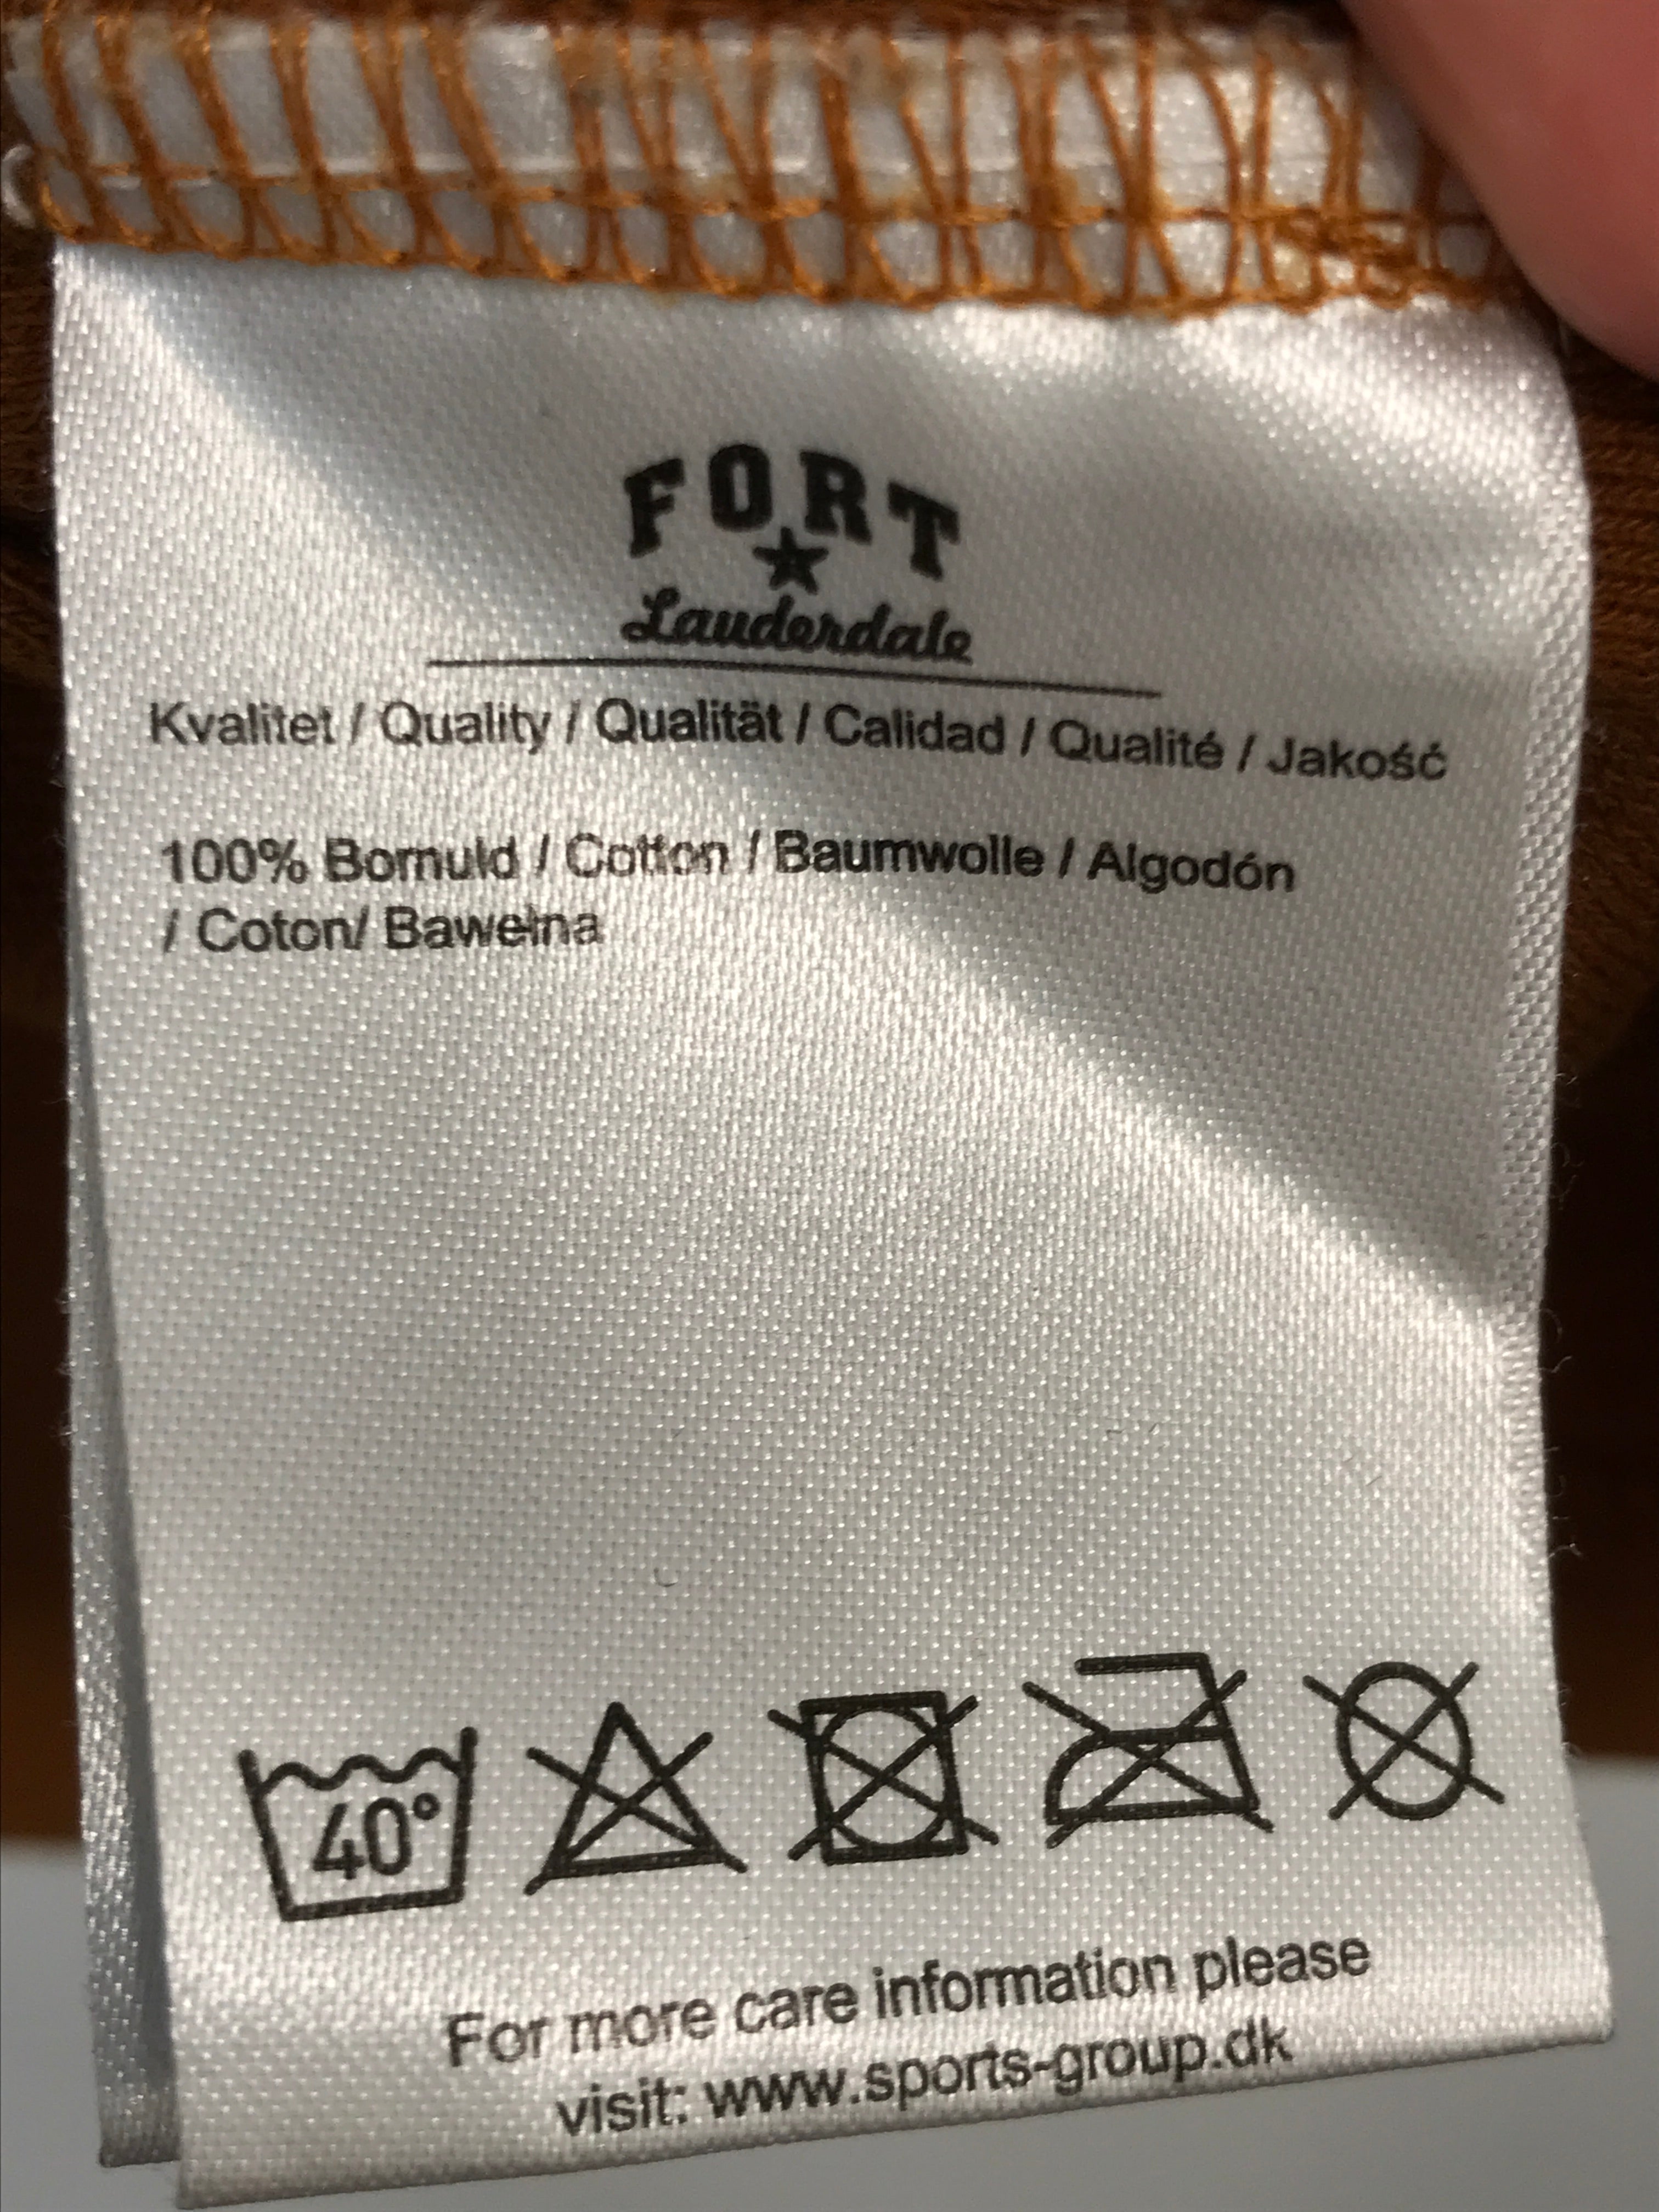 FORT
Lauderdale
Kvalitet / Quality / Qualität / Calidad / Qualité / Jakość
100% Bomuld / Cotton / Baumwolle / Algodón
/ Coton/ Bawełna
40°
For more care information please
visit: www.sports-group.dk